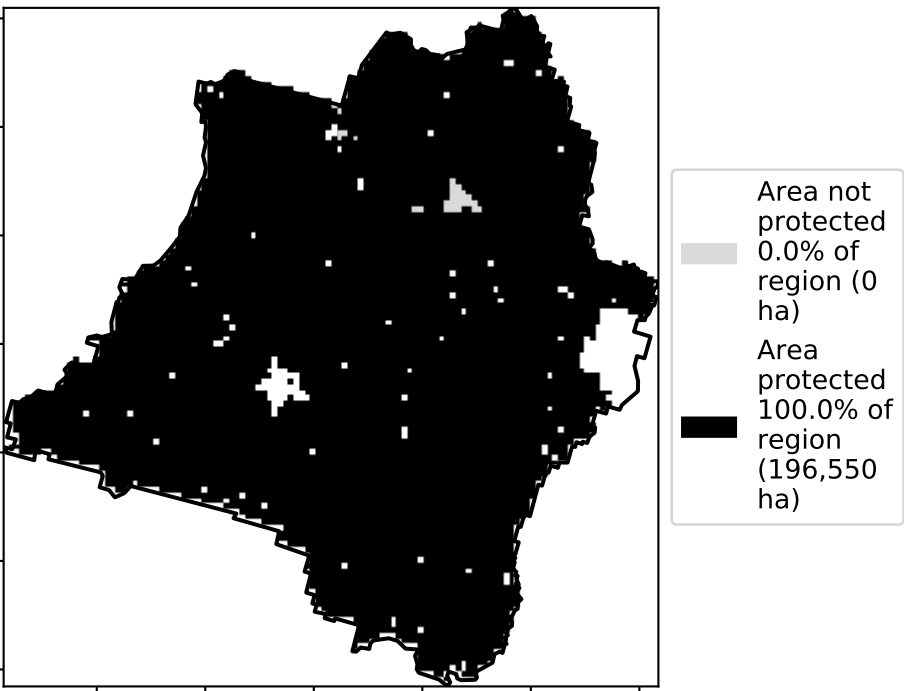 Area not
protected
0.0% of
region (0
ha)
Area
protected
100.0% of
region
(196,550
ha)